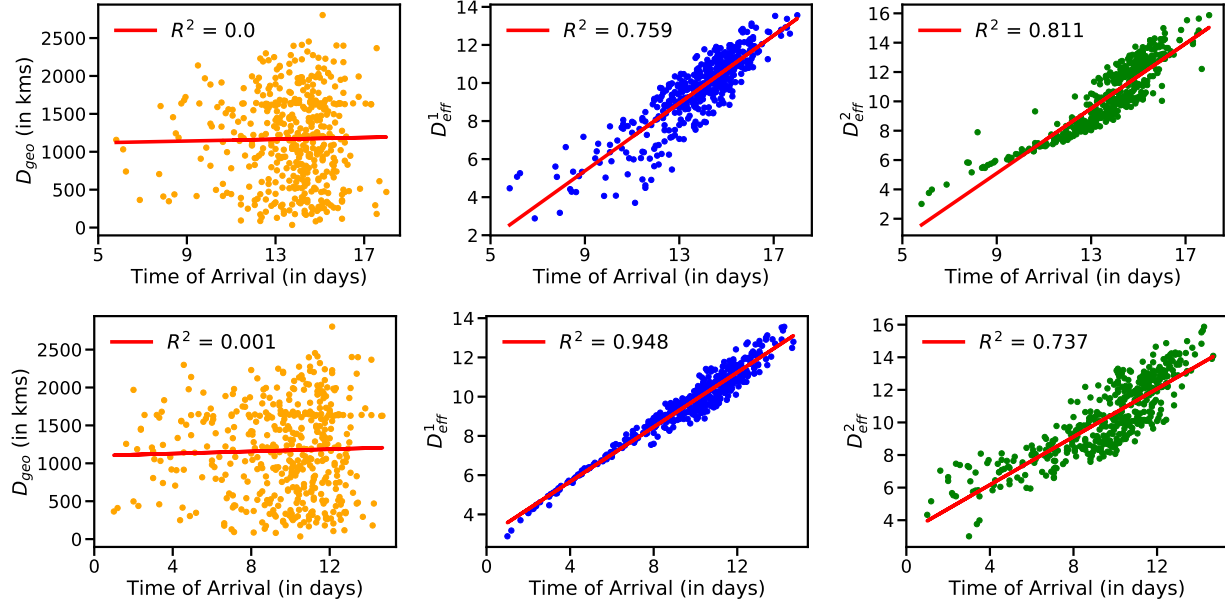 R² = 0.0
2500
2000
1500
1000
500
0
D_geo (in kms)
5 9 13 17
Time of Arrival (in days)
R² = 0.759
14
12
10
8
6
4
2
D¹_eff
5 9 13 17
Time of Arrival (in days)
R² = 0.811
16
14
12
10
8
6
4
2
D²_eff
5 9 13 17
Time of Arrival (in days)
R² = 0.001
2500
2000
1500
1000
500
0
D_geo (in kms)
0 4 8 12
Time of Arrival (in days)
R² = 0.948
14
12
10
8
6
4
D¹_eff
0 4 8 12
Time of Arrival (in days)
R² = 0.737
16
14
12
10
8
6
4
D²_eff
0 4 8 12
Time of Arrival (in days)